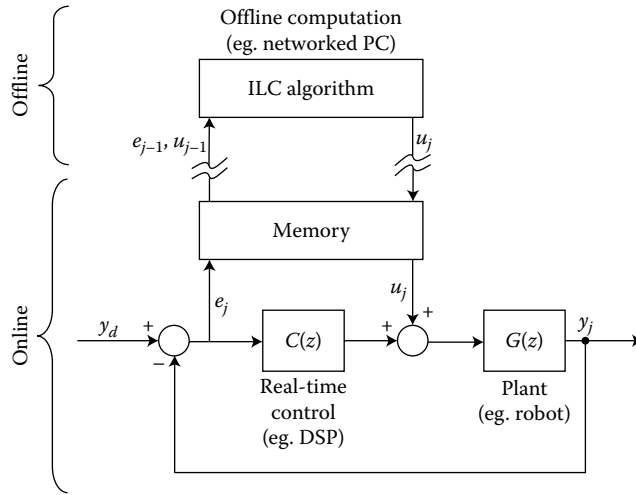 Offline computation
(eg. networked PC)
Offline
ILC algorithm
e_{j−1}, u_{j−1}
u_j
Memory
Online
e_j
u_j
y_d
+
−
C(z)
+
+
G(z)
y_j
Real-time
control
(eg. DSP)
Plant
(eg. robot)